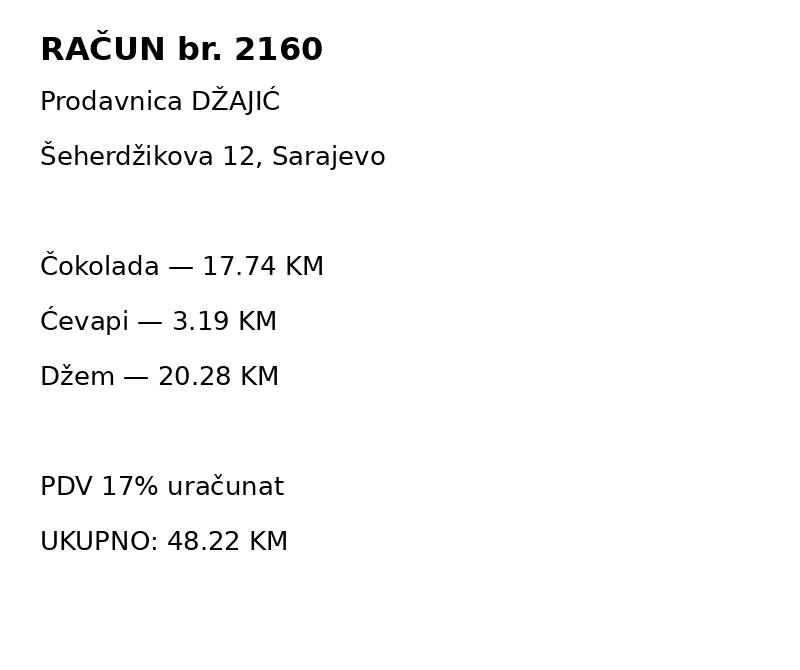 RAČUN br. 2160
Prodavnica DŽAJIĆ
Šeherdžikova 12, Sarajevo
Čokolada — 17.74 KM
Ćevapi — 3.19 KM
Džem — 20.28 KM
PDV 17% uračunat
UKUPNO: 48.22 KM